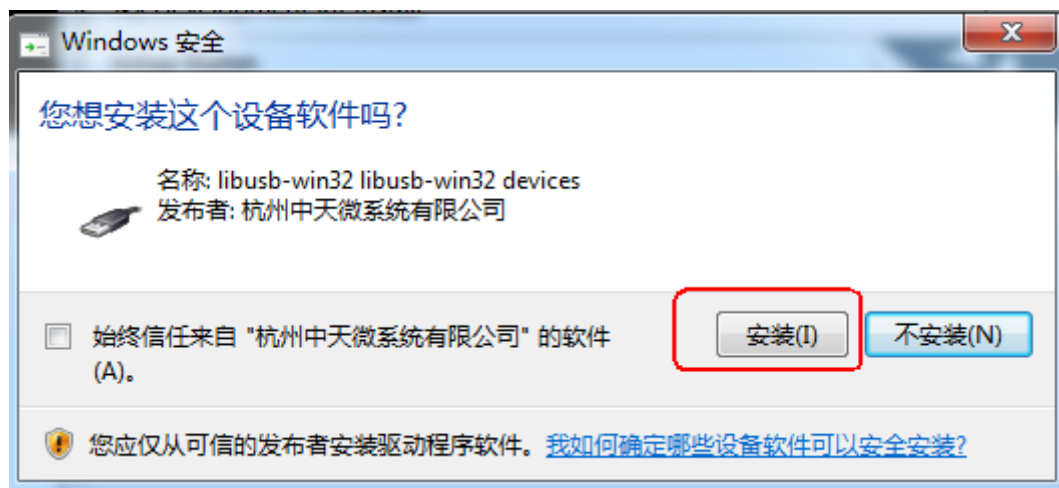 Windows 安全
您想安装这个设备软件吗?
名称: libusb-win32 libusb-win32 devices
发布者: 杭州中天微系统有限公司
始终信任来自 "杭州中天微系统有限公司" 的软件
(A)。
安装(I)
不安装(N)
您应仅从可信的发布者安装驱动程序软件。我如何确定哪些设备软件可以安全安装?